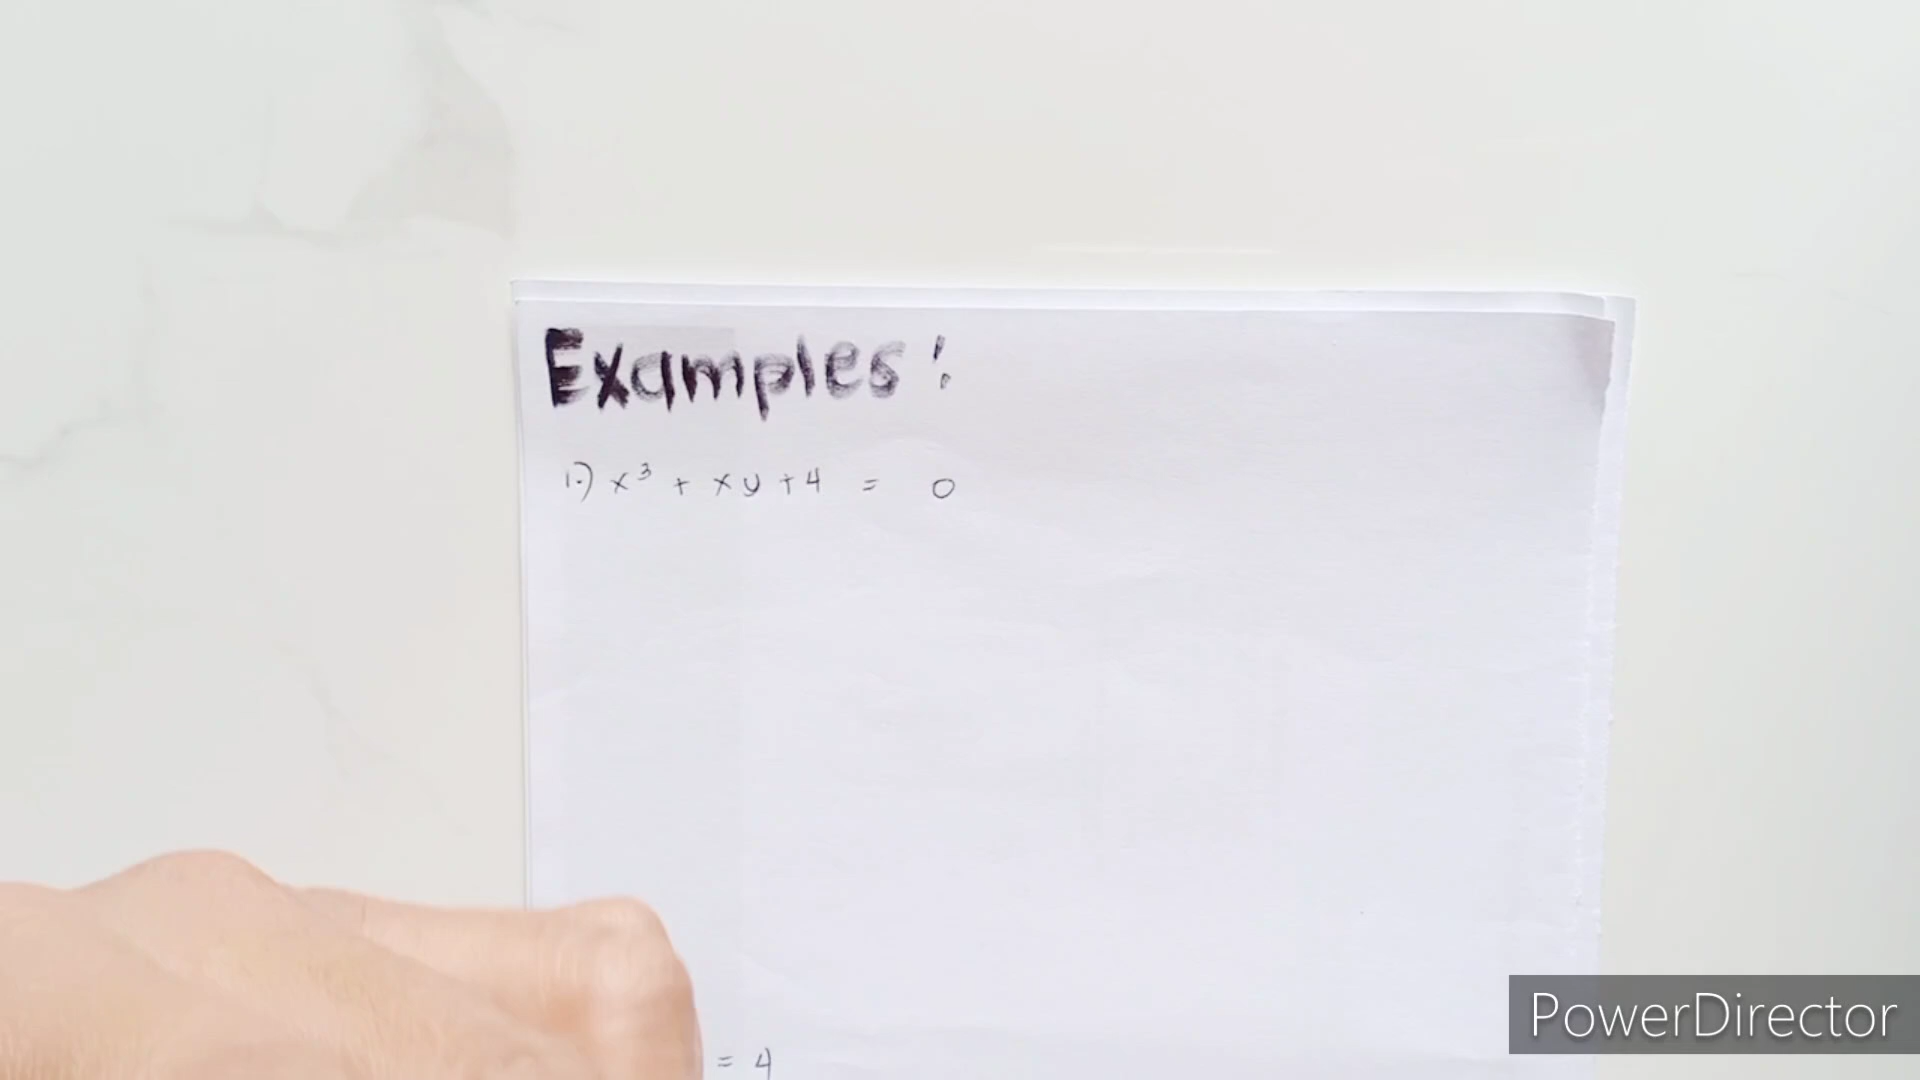 Examples:
1.) x³ + xy + 4 = 0
= 4
PowerDirector